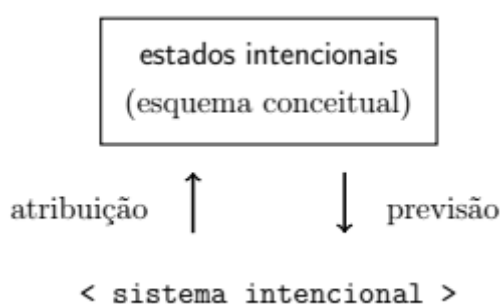 estados intencionais
(esquema conceitual)
atribuição previsão
< sistema intencional >